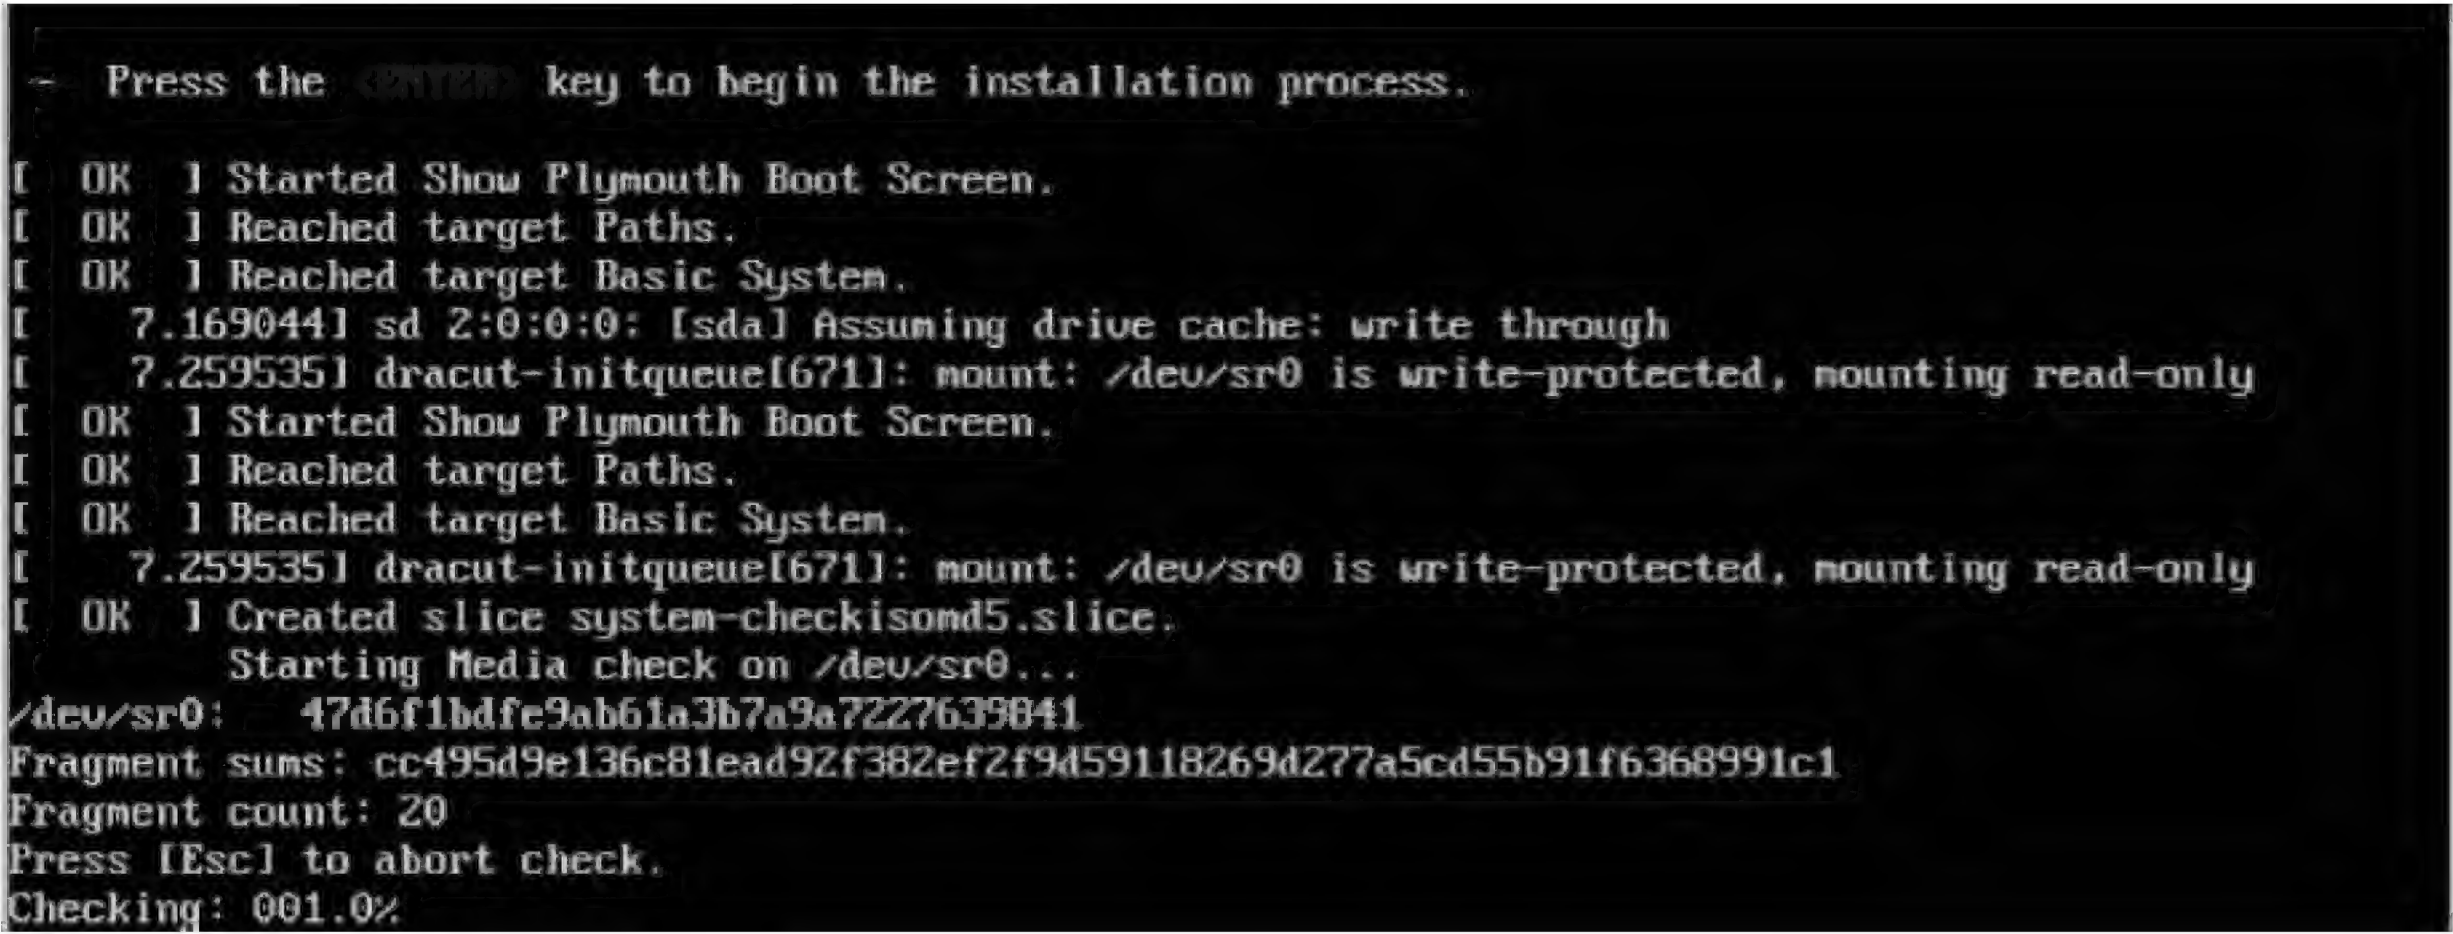 - Press the <ENTER> key to begin the installation process.
[  OK  ] Started Show Plymouth Boot Screen.
[  OK  ] Reached target Paths.
[  OK  ] Reached target Basic System.
[    7.169044] sd 2:0:0:0: [sda] Assuming drive cache: write through
[    7.259535] dracut-initqueue[671]: mount: /dev/sr0 is write-protected, mounting read-only
[  OK  ] Started Show Plymouth Boot Screen.
[  OK  ] Reached target Paths.
[  OK  ] Reached target Basic System.
[    7.259535] dracut-initqueue[671]: mount: /dev/sr0 is write-protected, mounting read-only
[  OK  ] Created slice system-checkisomd5.slice.
Starting Media check on /dev/sr0...
/dev/sr0:   47d6f1bdfe9ab61a3b7a9a7227639841
Fragment sums: cc495d9e136c81ead92f382ef2f9d59118269d277a5cd55b91f6368991c1
Fragment count: 20
Press [Esc] to abort check.
Checking: 001.0%